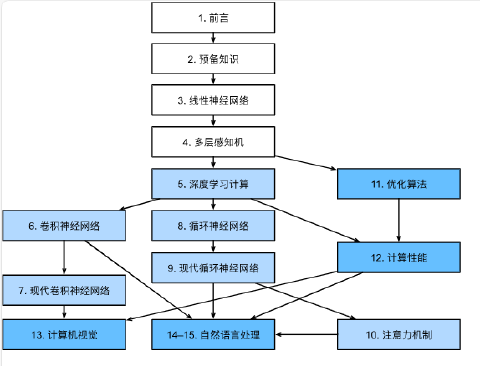 1. 前言
2. 预备知识
3. 线性神经网络
4. 多层感知机
5. 深度学习计算
11. 优化算法
6. 卷积神经网络
8. 循环神经网络
12. 计算性能
9. 现代循环神经网络
7. 现代卷积神经网络
13. 计算机视觉
14–15. 自然语言处理
10. 注意力机制